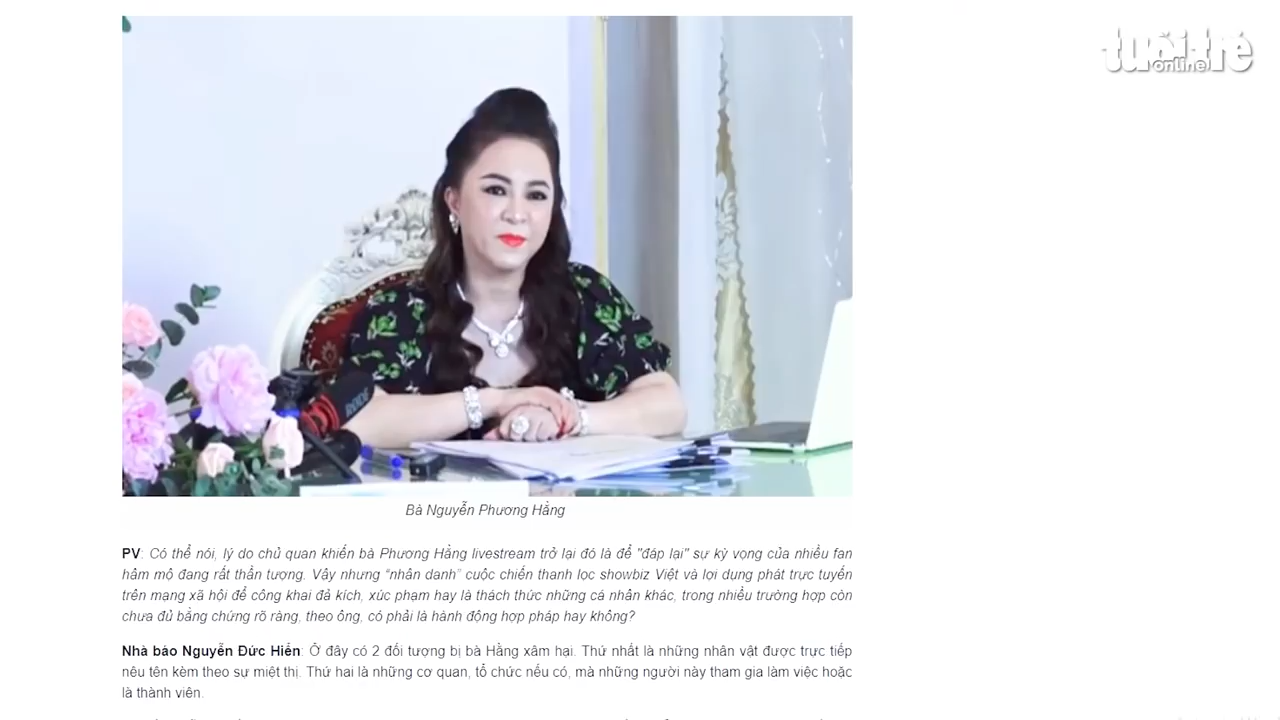 tuổi trẻ
online
RODE
Bà Nguyễn Phương Hằng
PV: Có thể nói, lý do chủ quan khiến bà Phương Hằng livestream trở lại đó là để "đáp lại" sự kỳ vọng của nhiều fan
hâm mộ đang rất thần tượng. Vậy nhưng “nhân danh” cuộc chiến thanh lọc showbiz Việt và lợi dụng phát trực tuyến
trên mạng xã hội để công khai đả kích, xúc phạm hay là thách thức những cá nhân khác, trong nhiều trường hợp còn
chưa đủ bằng chứng rõ ràng, theo ông, có phải là hành động hợp pháp hay không?
Nhà báo Nguyễn Đức Hiển: Ở đây có 2 đối tượng bị bà Hằng xâm hại. Thứ nhất là những nhân vật được trực tiếp
nêu tên kèm theo sự miệt thị. Thứ hai là những cơ quan, tổ chức nếu có, mà những người này tham gia làm việc hoặc
là thành viên.